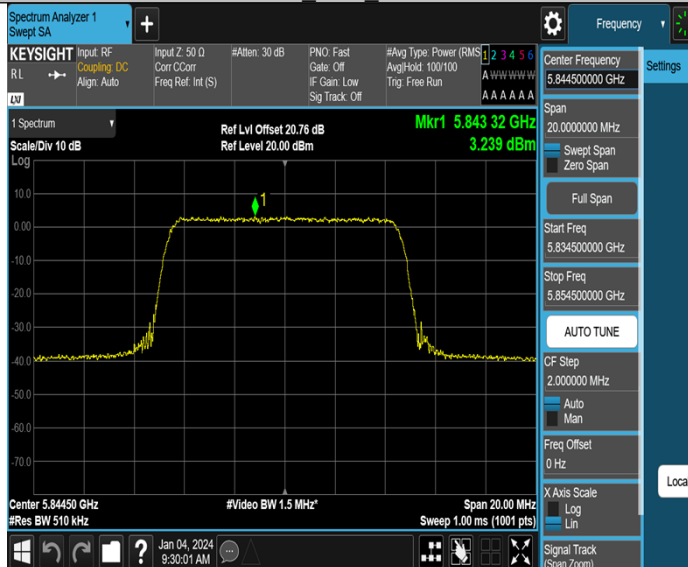 Spectrum Analyzer 1
Swept SA
+
Frequency
KEYSIGHT
RL
LXI
Input: RF
Coupling: DC
Align: Auto
Input Z: 50 Ω
Corr CCorr
Freq Ref: Int (S)
#Atten: 30 dB
PNO: Fast
Gate: Off
IF Gain: Low
Sig Track: Off
#Avg Type: Power (RMS
Avg|Hold: 100/100
Trig: Free Run
1 2 3 4 5 6
A W W W W W
A A A A A A
1 Spectrum
Scale/Div 10 dB
Ref Lvl Offset 20.76 dB
Ref Level 20.00 dBm
Mkr1 5.843 32 GHz
3.239 dBm
Log
10.0
0.00
-10.0
-20.0
-30.0
-40.0
-50.0
-60.0
-70.0
1
Center 5.84450 GHz
#Res BW 510 kHz
#Video BW 1.5 MHz*
Span 20.00 MHz
Sweep 1.00 ms (1001 pts)
?
Jan 04, 2024
9:30:01 AM
Center Frequency
5.844500000 GHz
Span
20.0000000 MHz
Swept Span
Zero Span
Full Span
Start Freq
5.834500000 GHz
Stop Freq
5.854500000 GHz
AUTO TUNE
CF Step
2.000000 MHz
Auto
Man
Freq Offset
0 Hz
X Axis Scale
Log
Lin
Signal Track
(Span Zoom)
Settings
Loca